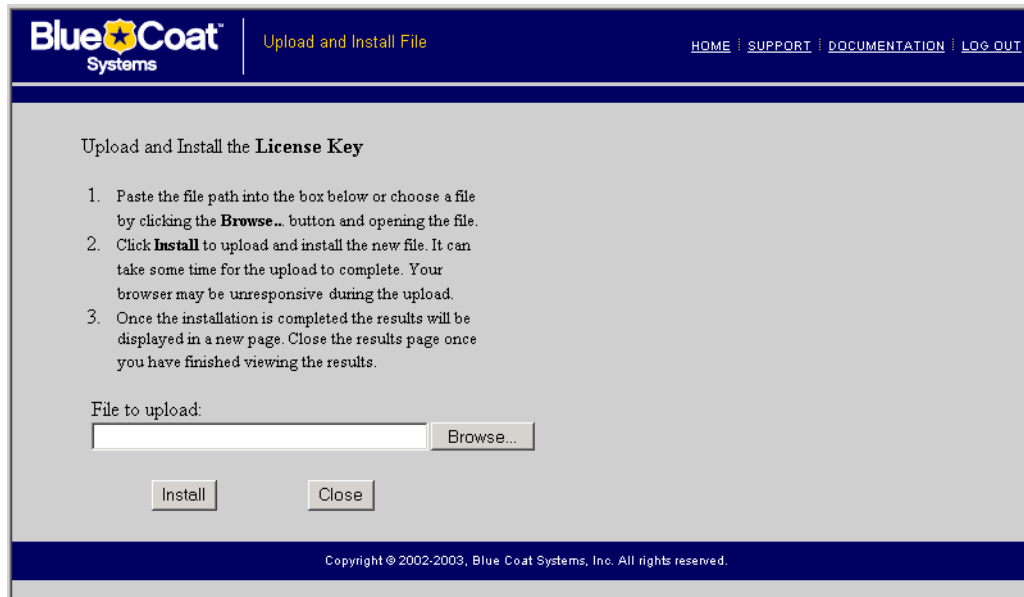 Blue Coat™
Systems
Upload and Install File
HOME SUPPORT DOCUMENTATION LOG OUT
Upload and Install the License Key
1. Paste the file path into the box below or choose a file
by clicking the Browse... button and opening the file.
2. Click Install to upload and install the new file. It can
take some time for the upload to complete. Your
browser may be unresponsive during the upload.
3. Once the installation is completed the results will be
displayed in a new page. Close the results page once
you have finished viewing the results.
File to upload:
Browse...
Install Close
Copyright © 2002-2003, Blue Coat Systems, Inc. All rights reserved.